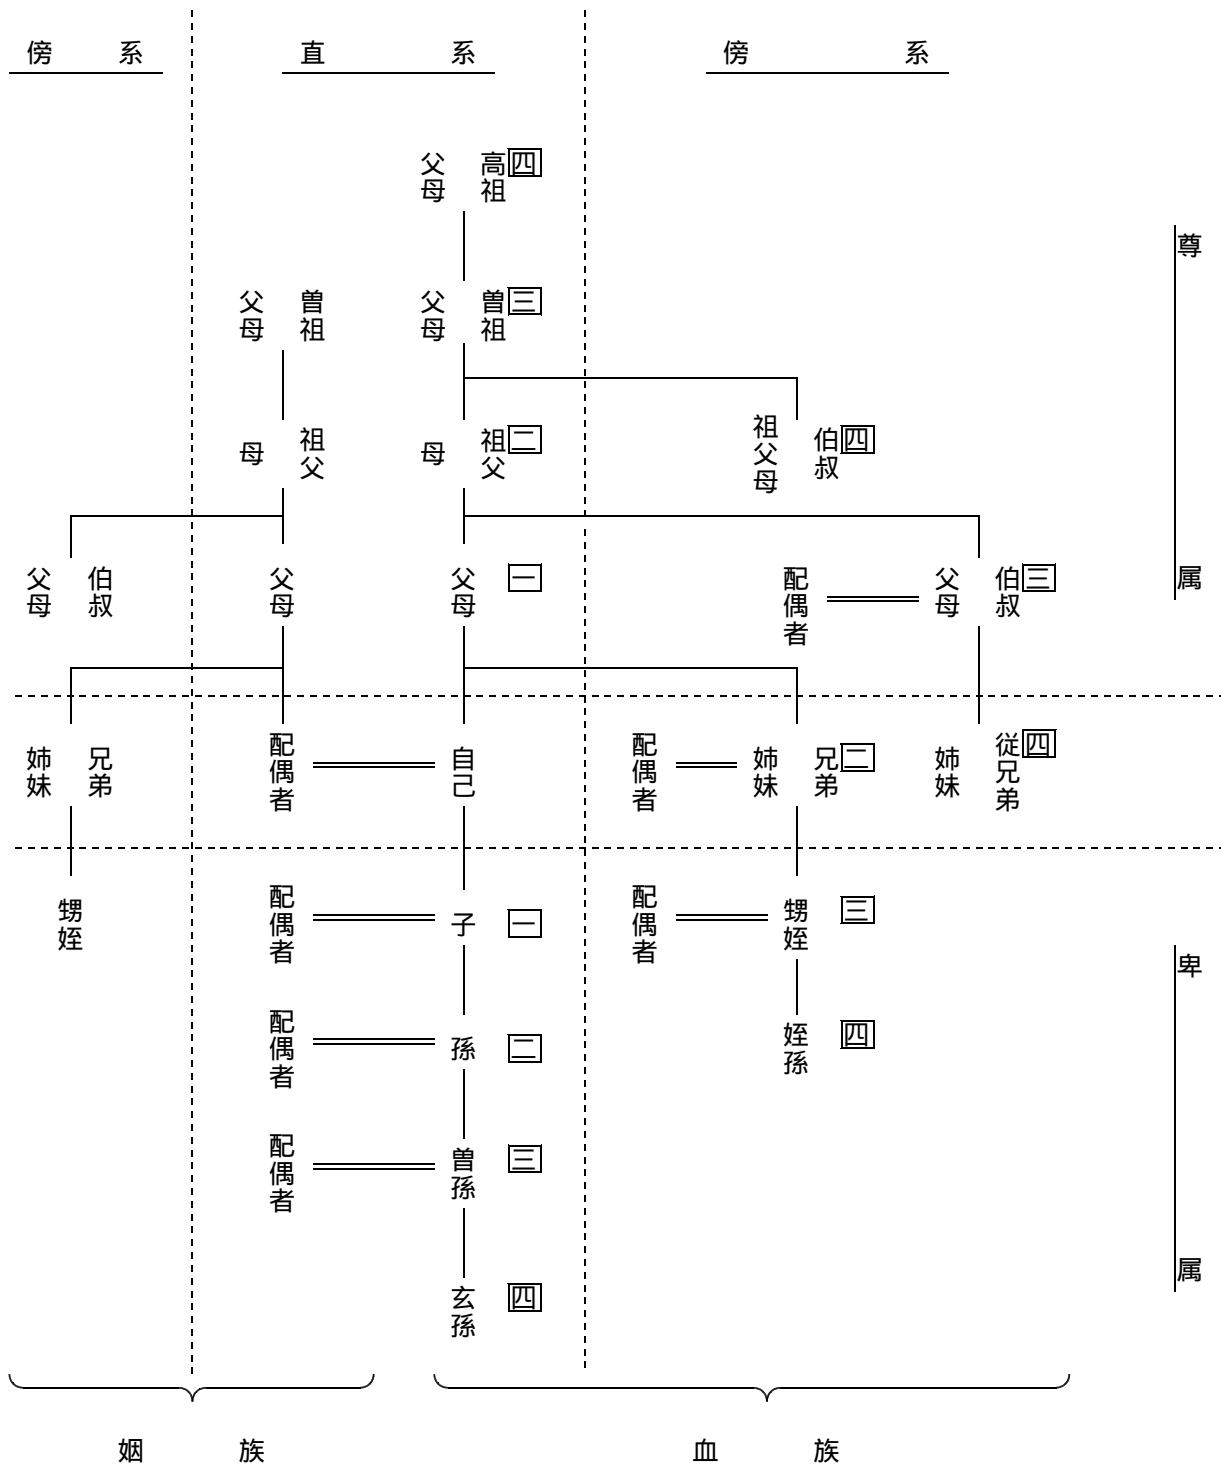 傍系
直系
傍系
高祖父母 四
尊属
曽祖父母
曽祖父母 三
祖父母
祖父母 二
伯叔祖父母 四
伯叔父母
父母
父母 一
配偶者
伯叔父母 三
兄弟姉妹
配偶者
自己
配偶者
兄弟姉妹 二
従兄弟姉妹 四
甥姪
配偶者
子 一
配偶者
甥姪 三
卑属
配偶者
孫 二
姪孫 四
配偶者
曽孫 三
玄孫 四
姻族
血族